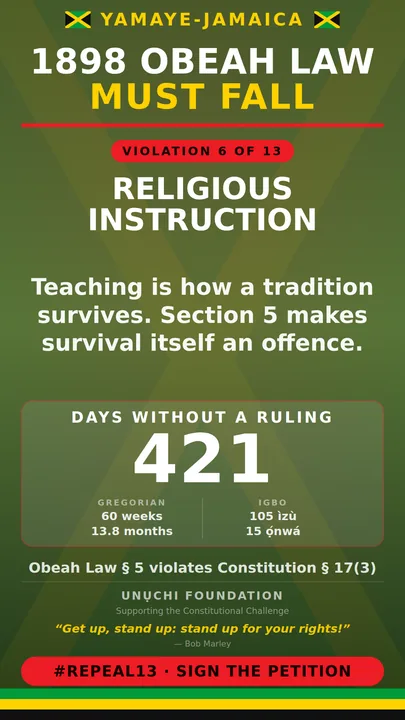 YAMAYE-JAMAICA
1898 OBEAH LAW
MUST FALL
VIOLATION 6 OF 13
RELIGIOUS
INSTRUCTION
Teaching is how a tradition
survives. Section 5 makes
survival itself an offence.
DAYS WITHOUT A RULING
421
GREGORIAN
60 weeks
13.8 months
IGBO
105 ìzù
15 ọ́nwá
Obeah Law § 5 violates Constitution § 17(3)
UNỤCHI FOUNDATION
Supporting the Constitutional Challenge
“Get up, stand up: stand up for your rights!”
— Bob Marley
#REPEAL13 · SIGN THE PETITION